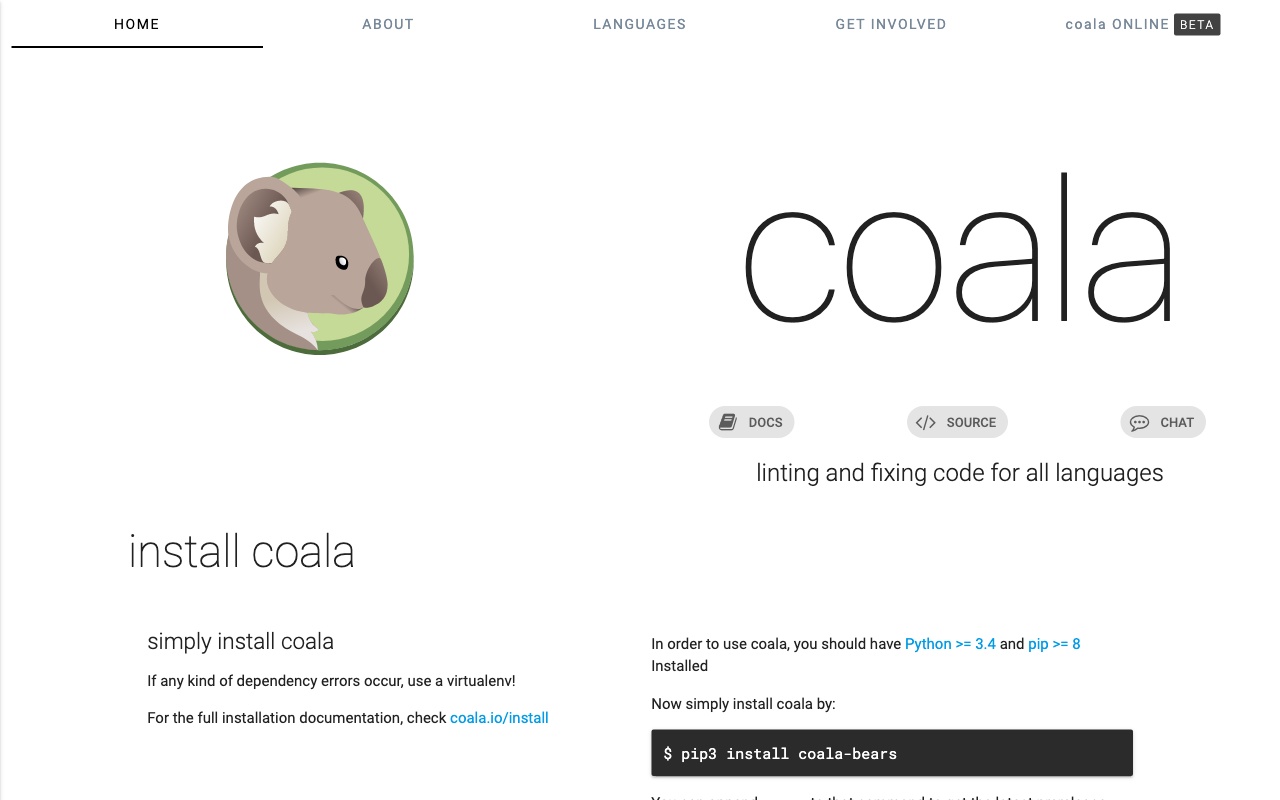 HOME
ABOUT
LANGUAGES
GET INVOLVED
coala ONLINE BETA
coala
DOCS
SOURCE
CHAT
linting and fixing code for all languages
install coala
simply install coala
If any kind of dependency errors occur, use a virtualenv!
For the full installation documentation, check coala.io/install
In order to use coala, you should have Python >= 3.4 and pip >= 8
Installed
Now simply install coala by:
$ pip3 install coala-bears